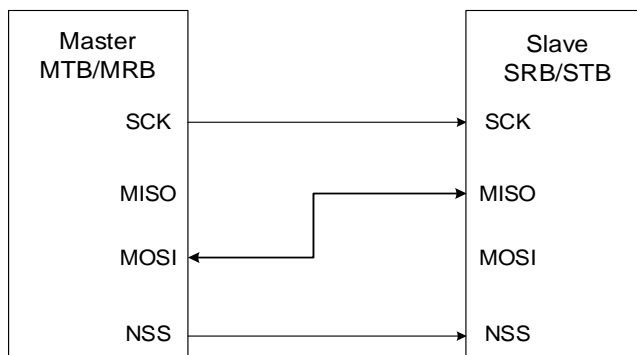 Master
MTB/MRB
SCK
MISO
MOSI
NSS
Slave
SRB/STB
SCK
MISO
MOSI
NSS